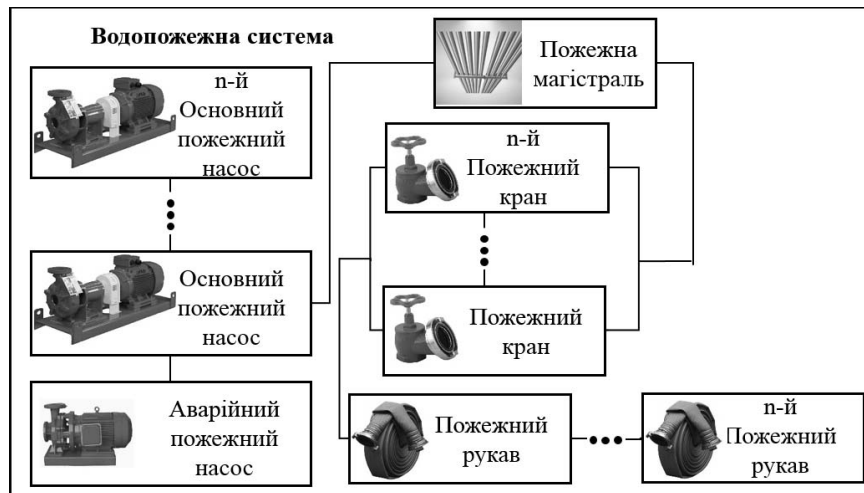 Водопожежна система
n-й
Основний
пожежний
насос
Основний
пожежний
насос
Аварійний
пожежний
насос
Пожежна
магістраль
n-й
Пожежний
кран
Пожежний
кран
Пожежний
рукав
n-й
Пожежний
рукав